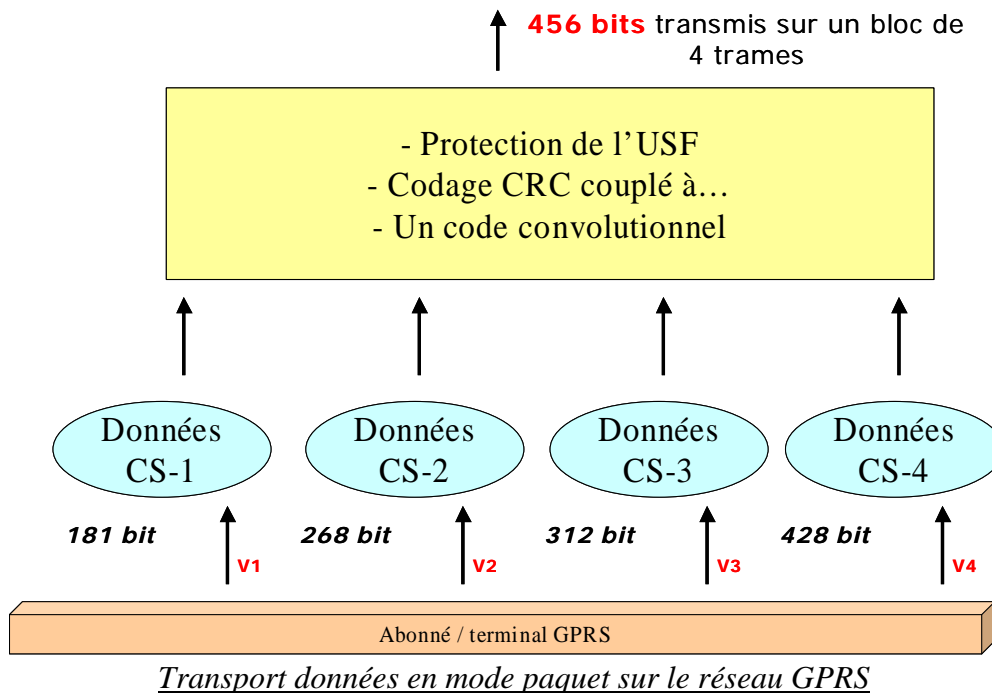 456 bits transmis sur un bloc de
4 trames
- Protection de l’USF
- Codage CRC couplé à…
- Un code convolutionnel
Données
CS-1
Données
CS-2
Données
CS-3
Données
CS-4
181 bit
268 bit
312 bit
428 bit
V1
V2
V3
V4
Abonné / terminal GPRS
Transport données en mode paquet sur le réseau GPRS